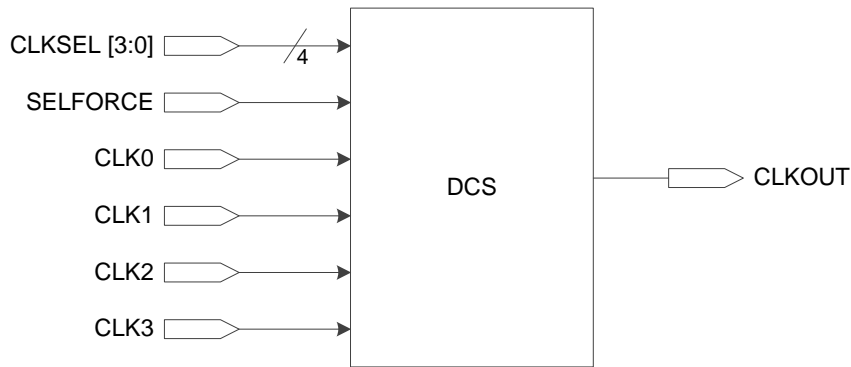 CLKSEL [3:0]
4
SELFORCE
CLK0
DCS
CLKOUT
CLK1
CLK2
CLK3